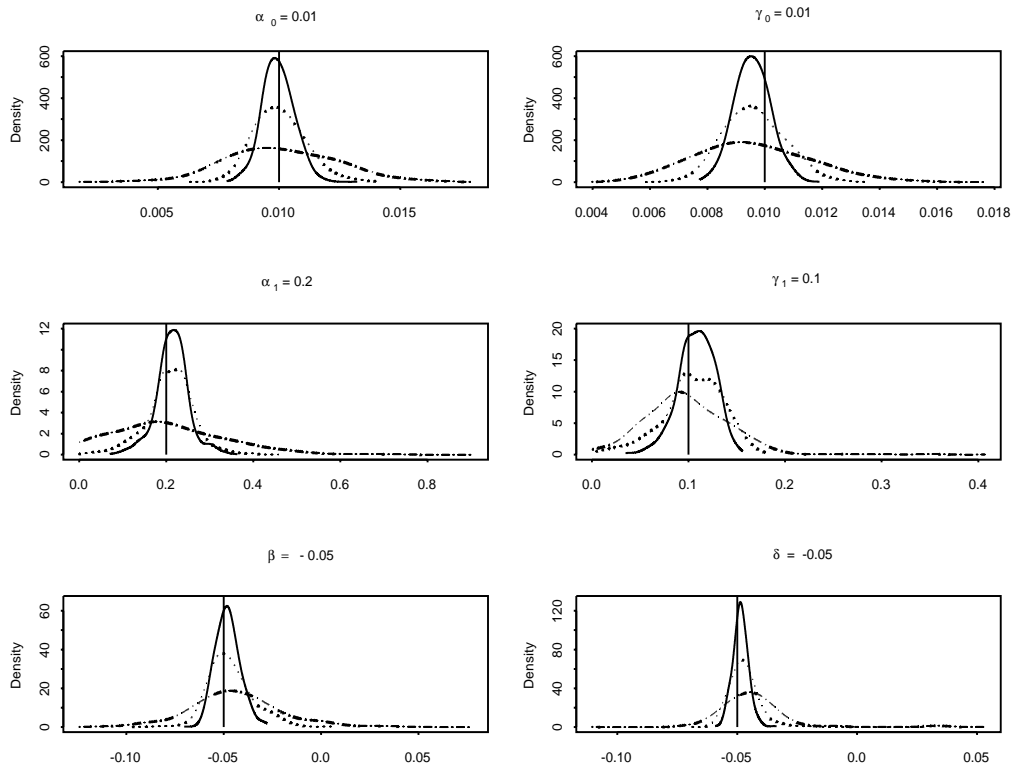 α 0 = 0.01
Density
0 200 400 600
0.005 0.010 0.015
γ 0 = 0.01
Density
0 200 400 600
0.004 0.006 0.008 0.010 0.012 0.014 0.016 0.018
α 1 = 0.2
Density
0 2 4 6 8 12
0.0 0.2 0.4 0.6 0.8
γ 1 = 0.1
Density
0 5 10 15 20
0.0 0.1 0.2 0.3 0.4
β = - 0.05
Density
0 20 40 60
-0.10 -0.05 0.0 0.05
δ = -0.05
Density
0 40 80 120
-0.10 -0.05 0.0 0.05